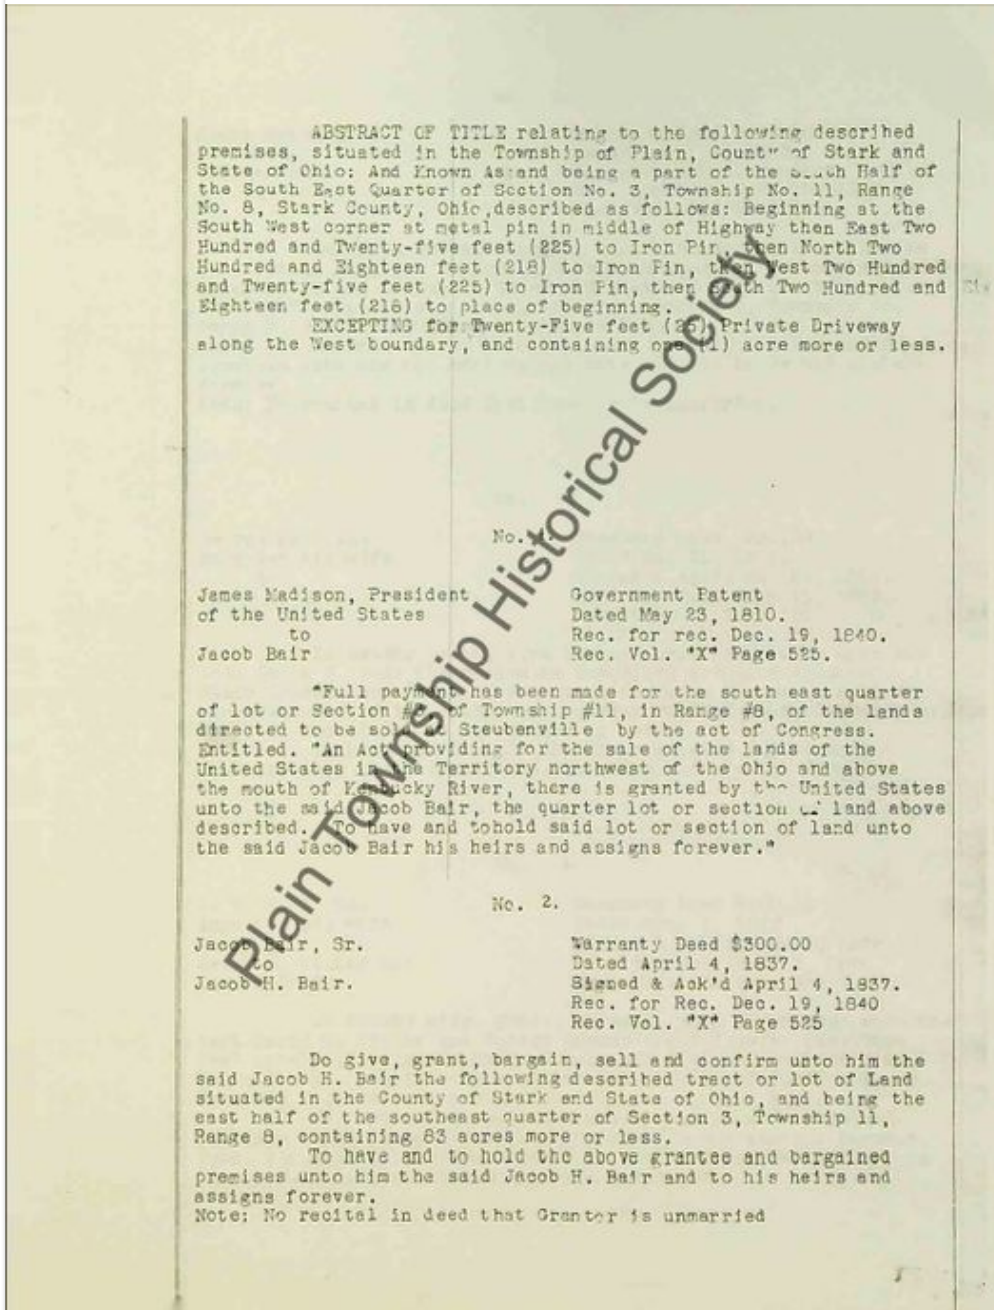 ABSTRACT OF TITLE relating to the following described
premises, situated in the Township of Plain, County of Stark and
State of Ohio: And Known As and being a part of the South Half of
the South East Quarter of Section No. 3, Township No. 11, Range
No. 8, Stark County, Ohio, described as follows: Beginning at the
South West corner at metal pin in middle of Highway then East Two
Hundred and Twenty-five feet (225) to Iron Pin, then North Two
Hundred and Eighteen feet (218) to Iron Pin, then West Two Hundred
and Twenty-five feet (225) to Iron Pin, then South Two Hundred and
Eighteen feet (218) to place of beginning.
EXCEPTING for Twenty-Five feet (25) Private Driveway
along the West boundary, and containing one (1) acre more or less.
No. 1.
James Madison, President
of the United States
to
Jacob Bair
Government Patent
Dated May 23, 1810.
Rec. for rec. Dec. 19, 1840.
Rec. Vol. "X" Page 525.
"Full payment has been made for the south east quarter
of lot or Section #3, of Township #11, in Range #8, of the lands
directed to be sold at Steubenville by the act of Congress.
Entitled. "An Act providing for the sale of the lands of the
United States in the Territory northwest of the Ohio and above
the mouth of Kentucky River, there is granted by the United States
unto the said Jacob Bair, the quarter lot or section of land above
described. To have and tohold said lot or section of land unto
the said Jacob Bair his heirs and assigns forever."
No. 2.
Jacob Bair, Sr.
to
Jacob H. Bair.
Warranty Deed $300.00
Dated April 4, 1837.
Signed & Ack'd April 4, 1837.
Rec. for Rec. Dec. 19, 1840
Rec. Vol. "X" Page 525
Do give, grant, bargain, sell and confirm unto him the
said Jacob H. Bair the following described tract or lot of Land
situated in the County of Stark and State of Ohio, and being the
east half of the southeast quarter of Section 3, Township 11,
Range 8, containing 83 acres more or less.
To have and to hold the above grantee and bargained
premises unto him the said Jacob H. Bair and to his heirs and
assigns forever.
Note: No recital in deed that Grantor is unmarried
Plain Township Historical Society